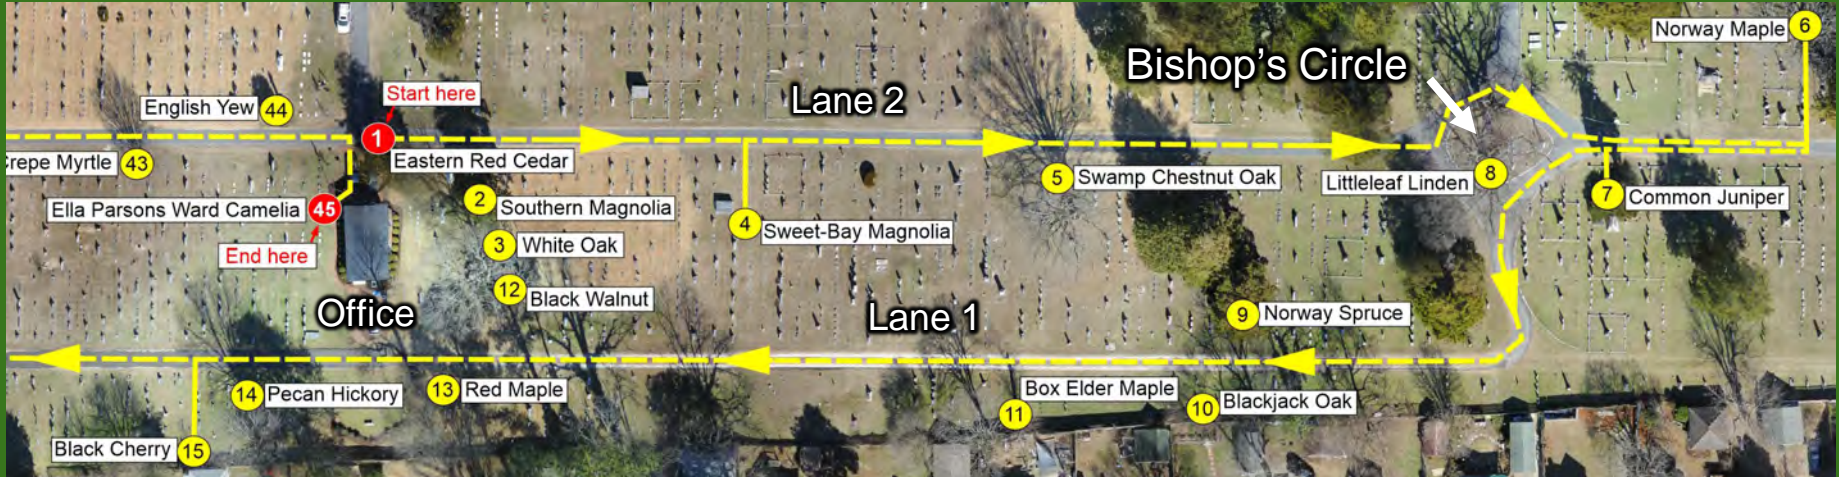 Norway Maple 6
Bishop's Circle
Start here
Lane 2
English Yew 44
1
Eastern Red Cedar
Crepe Myrtle 43
5 Swamp Chestnut Oak
Littleleaf Linden 8
7 Common Juniper
2 Southern Magnolia
Ella Parsons Ward Camelia 45
4 Sweet-Bay Magnolia
3 White Oak
End here
12 Black Walnut
Office
Lane 1
9 Norway Spruce
14 Pecan Hickory
13 Red Maple
Box Elder Maple
11
10 Blackjack Oak
Black Cherry 15